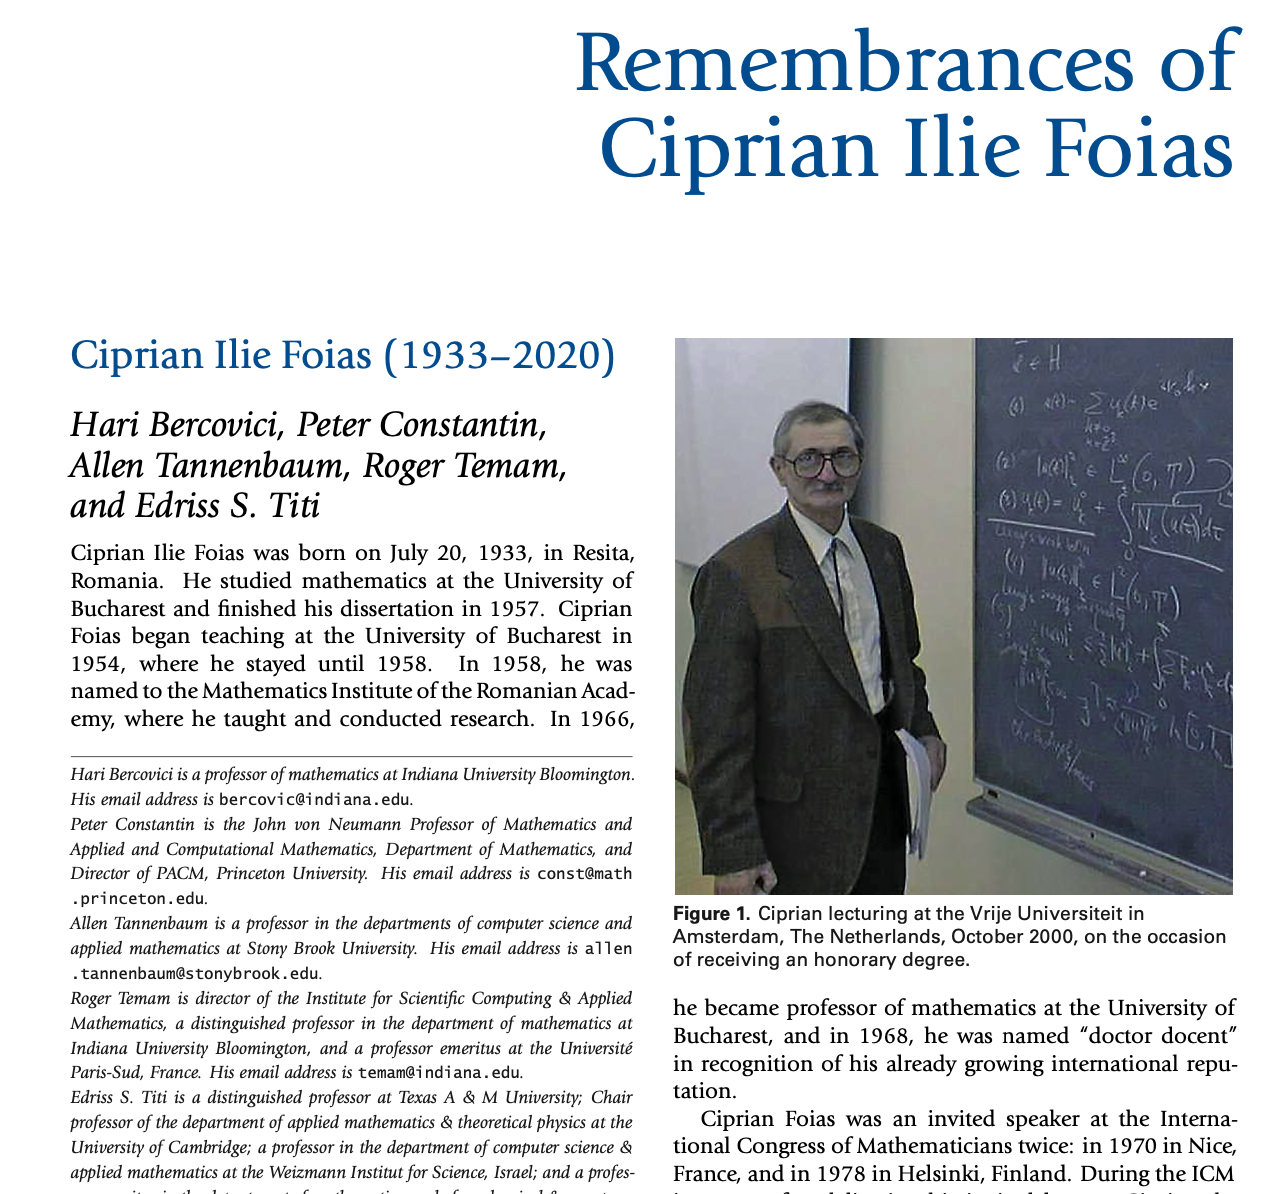 Remembrances of
Ciprian Ilie Foias
Ciprian Ilie Foias (1933–2020)
Hari Bercovici, Peter Constantin,
Allen Tannenbaum, Roger Temam,
and Edriss S. Titi
Ciprian Ilie Foias was born on July 20, 1933, in Resita,
Romania. He studied mathematics at the University of
Bucharest and finished his dissertation in 1957. Ciprian
Foias began teaching at the University of Bucharest in
1954, where he stayed until 1958. In 1958, he was
named to the Mathematics Institute of the Romanian Acad-
emy, where he taught and conducted research. In 1966,
Hari Bercovici is a professor of mathematics at Indiana University Bloomington.
His email address is bercovic@indiana.edu.
Peter Constantin is the John von Neumann Professor of Mathematics and
Applied and Computational Mathematics, Department of Mathematics, and
Director of PACM, Princeton University. His email address is const@math
.princeton.edu.
Allen Tannenbaum is a professor in the departments of computer science and
applied mathematics at Stony Brook University. His email address is allen
.tannenbaum@stonybrook.edu.
Roger Temam is director of the Institute for Scientific Computing & Applied
Mathematics, a distinguished professor in the department of mathematics at
Indiana University Bloomington, and a professor emeritus at the Université
Paris-Sud, France. His email address is temam@indiana.edu.
Edriss S. Titi is a distinguished professor at Texas A & M University; Chair
professor of the department of applied mathematics & theoretical physics at the
University of Cambridge; a professor in the department of computer science &
applied mathematics at the Weizmann Institut for Science, Israel; and a profes-
Figure 1. Ciprian lecturing at the Vrije Universiteit in
Amsterdam, The Netherlands, October 2000, on the occasion
of receiving an honorary degree.
he became professor of mathematics at the University of
Bucharest, and in 1968, he was named “doctor docent”
in recognition of his already growing international repu-
tation.
Ciprian Foias was an invited speaker at the Interna-
tional Congress of Mathematicians twice: in 1970 in Nice,
France, and in 1978 in Helsinki, Finland. During the ICM